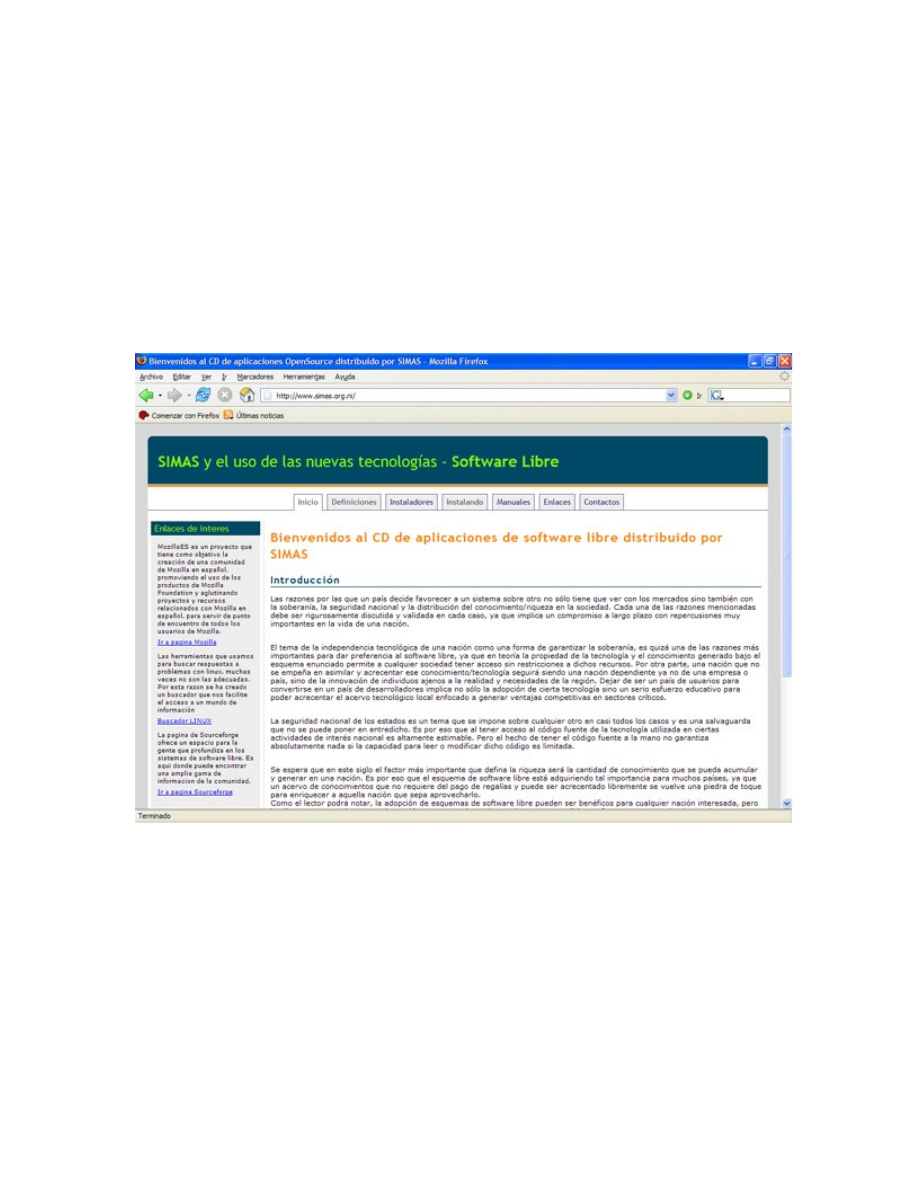 Bienvenidos al CD de aplicaciones OpenSource distribuido por SIMAS - Mozilla Firefox
Archivo Editar Ver Ir Marcadores Herramientas Ayuda
http://www.simas.org.ni/ Ir
Comenzar con Firefox Últimas noticias
SIMAS y el uso de las nuevas tecnologías - Software Libre
Inicio Definiciones Instaladores Instalando Manuales Enlaces Contactos
Enlaces de interes
MozillaES es un proyecto que
tiene como objetivo la
creación de una comunidad
de Mozilla en español,
promoviendo el uso de los
productos de Mozilla
Foundation y aglutinando
proyectos y recursos
relacionados con Mozilla en
español, para servir de punto
de encuentro de todos los
usuarios de Mozilla.
Ir a pagina Mozilla
Las herramientas que usamos
para buscar respuestas a
problemas con linux, muchas
veces no son las adecuadas.
Por esta razon se ha creado
un buscador que nos facilite
el acceso a un mundo de
información
Buscador LINUX
La pagina de Sourceforge
ofrece un espacio para la
gente que profundiza en los
sistemas de software libre. Es
aqui donde puede encontrar
una amplia gama de
informacion de la comunidad.
Ir a pagina Sourceforge
Bienvenidos al CD de aplicaciones de software libre distribuido por
SIMAS
Introducción
Las razones por las que un país decide favorecer a un sistema sobre otro no sólo tiene que ver con los mercados sino también con
la soberanía, la seguridad nacional y la distribución del conocimiento/riqueza en la sociedad. Cada una de las razones mencionadas
debe ser rigurosamente discutida y validada en cada caso, ya que implica un compromiso a largo plazo con repercusiones muy
importantes en la vida de una nación.
El tema de la independencia tecnológica de una nación como una forma de garantizar la soberanía, es quizá una de las razones más
importantes para dar preferencia al software libre, ya que en teoría la propiedad de la tecnología y el conocimiento generado bajo el
esquema enunciado permite a cualquier sociedad tener acceso sin restricciones a dichos recursos. Por otra parte, una nación que no
se empeña en asimilar y acrecentar ese conocimiento/tecnología seguirá siendo una nación dependiente ya no de una empresa o
país, sino de la innovación de individuos ajenos a la realidad y necesidades de la región. Dejar de ser un país de usuarios para
convertirse en un país de desarrolladores implica no sólo la adopción de cierta tecnología sino un serio esfuerzo educativo para
poder acrecentar el acervo tecnológico local enfocado a generar ventajas competitivas en sectores críticos.
La seguridad nacional de los estados es un tema que se impone sobre cualquier otro en casi todos los casos y es una salvaguarda
que no se puede poner en entredicho. Es por eso que al tener acceso al código fuente de la tecnología utilizada en ciertas
actividades de interés nacional es altamente estimable. Pero el hecho de tener el código fuente a la mano no garantiza
absolutamente nada si la capacidad para leer o modificar dicho código es limitada.
Se espera que en este siglo el factor más importante que defina la riqueza será la cantidad de conocimiento que se pueda acumular
y generar en una nación. Es por eso que el esquema de software libre está adquiriendo tal importancia para muchos países, ya que
un acervo de conocimientos que no requiere del pago de regalías y puede ser acrecentado libremente se vuelve una piedra de toque
para enriquecer a aquella nación que sepa aprovecharlo.
Como el lector podrá notar, la adopción de esquemas de software libre pueden ser benéficos para cualquier nación interesada, pero
Terminado